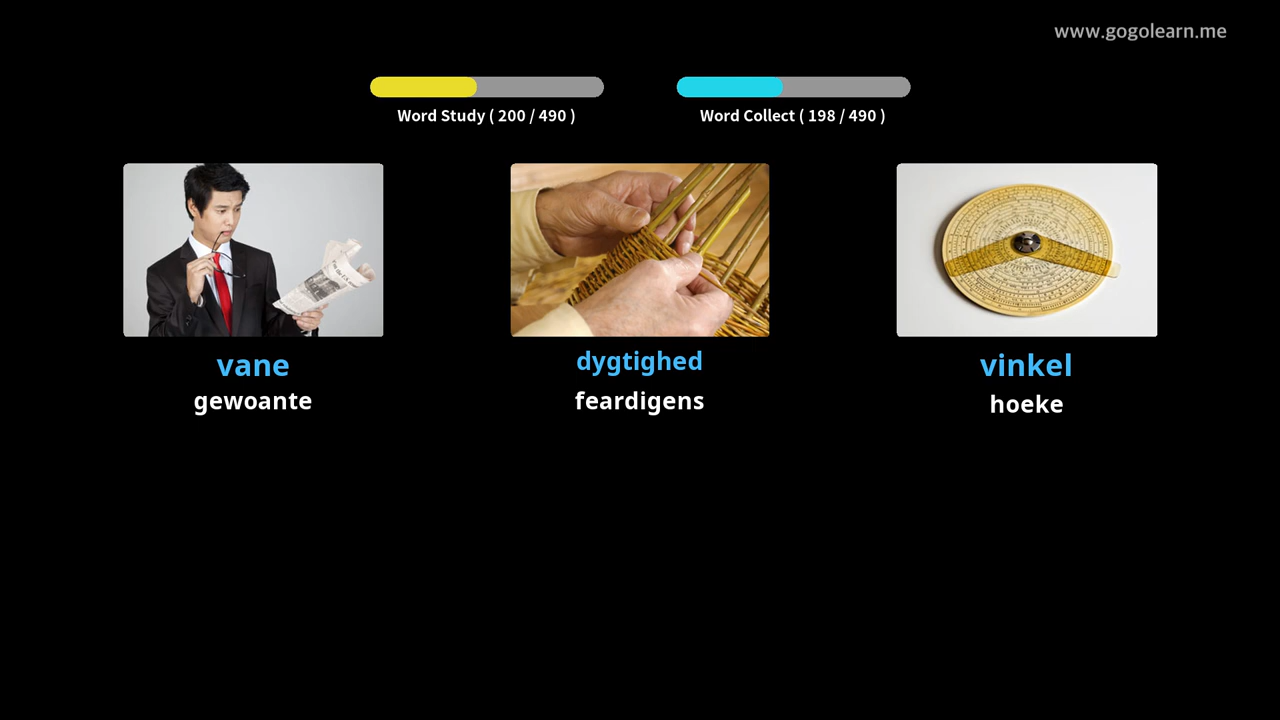 www.gogolearn.me
Word Study ( 200 / 490 )
Word Collect ( 198 / 490 )
vane
gewoante
dygtighed
feardigens
vinkel
hoeke